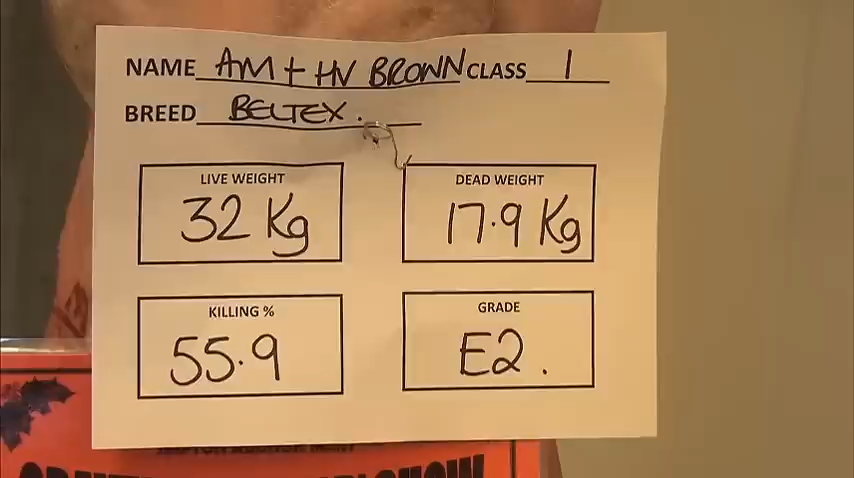 NAME AM + HV BROWN CLASS 1
BREED BELTEX.
LIVE WEIGHT
32 Kg
DEAD WEIGHT
17.9 Kg
KILLING %
55.9
GRADE
E2.